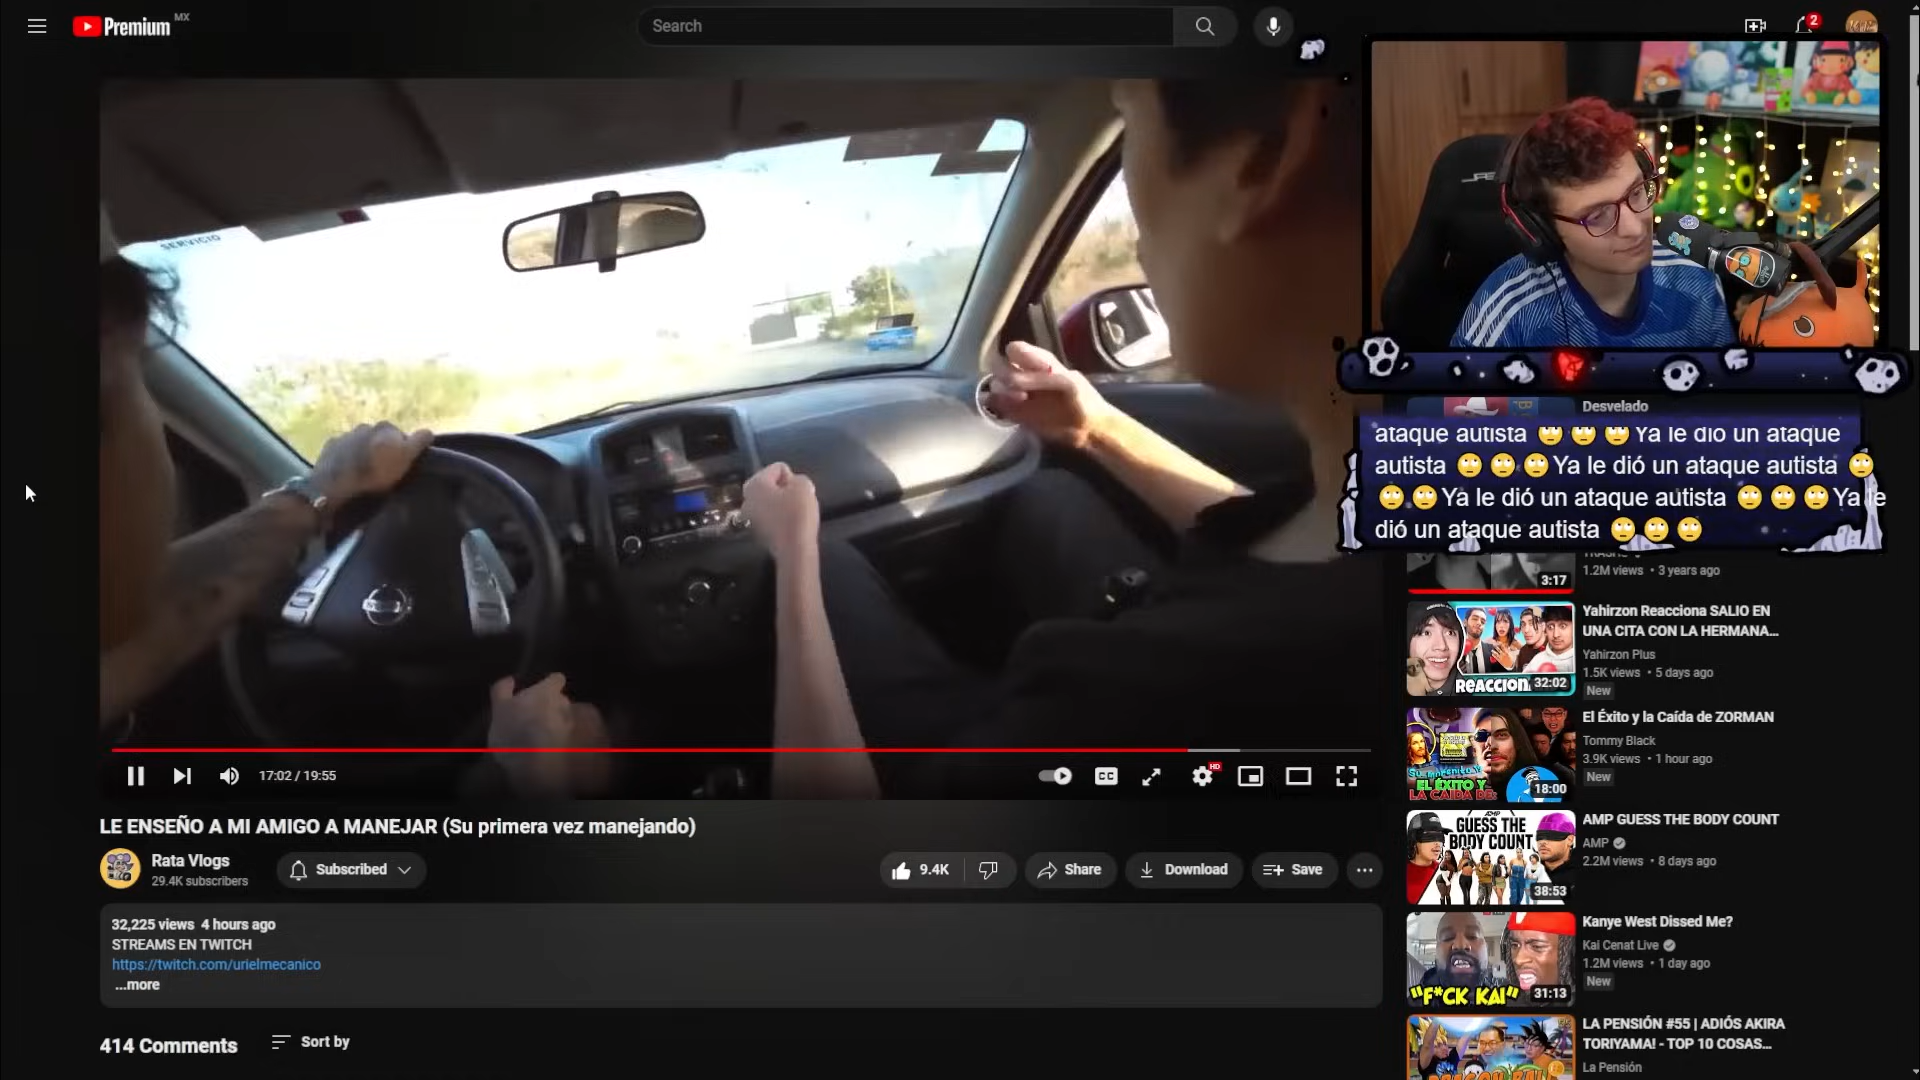 Premium MX
Search
2
SERVICIO
Desvelado
ataque autista 🙄 🙄 🙄 Ya le dio un ataque
autista 🙄 🙄 🙄 Ya le dió un ataque autista 🙄
🙄 🙄 Ya le dió un ataque autista 🙄 🙄 🙄 Ya le
dió un ataque autista 🙄 🙄 🙄
3:17
1.2M views • 3 years ago
REACCION
32:02
Yahirzon Reacciona SALIO EN
UNA CITA CON LA HERMANA...
Yahirzon Plus
1.5K views • 5 days ago
New
EL ÉXITO Y
LA CAIDA DE:
18:00
El Éxito y la Caída de ZORMAN
Tommy Black
3.9K views • 1 hour ago
New
AMP
GUESS THE
BODY COUNT
38:53
AMP GUESS THE BODY COUNT
AMP
2.2M views • 8 days ago
"F*CK KAI"
31:13
Kanye West Dissed Me?
Kai Cenat Live
1.2M views • 1 day ago
New
LA PENSIÓN #55 | ADIÓS AKIRA
TORIYAMA! - TOP 10 COSAS...
La Pensión
17:02 / 19:55
CC
HD
LE ENSEÑO A MI AMIGO A MANEJAR (Su primera vez manejando)
Rata Vlogs
29.4K subscribers
Subscribed
9.4K
Share
Download
Save
32,225 views 4 hours ago
STREAMS EN TWITCH
https://twitch.com/urielmecanico
...more
414 Comments
Sort by